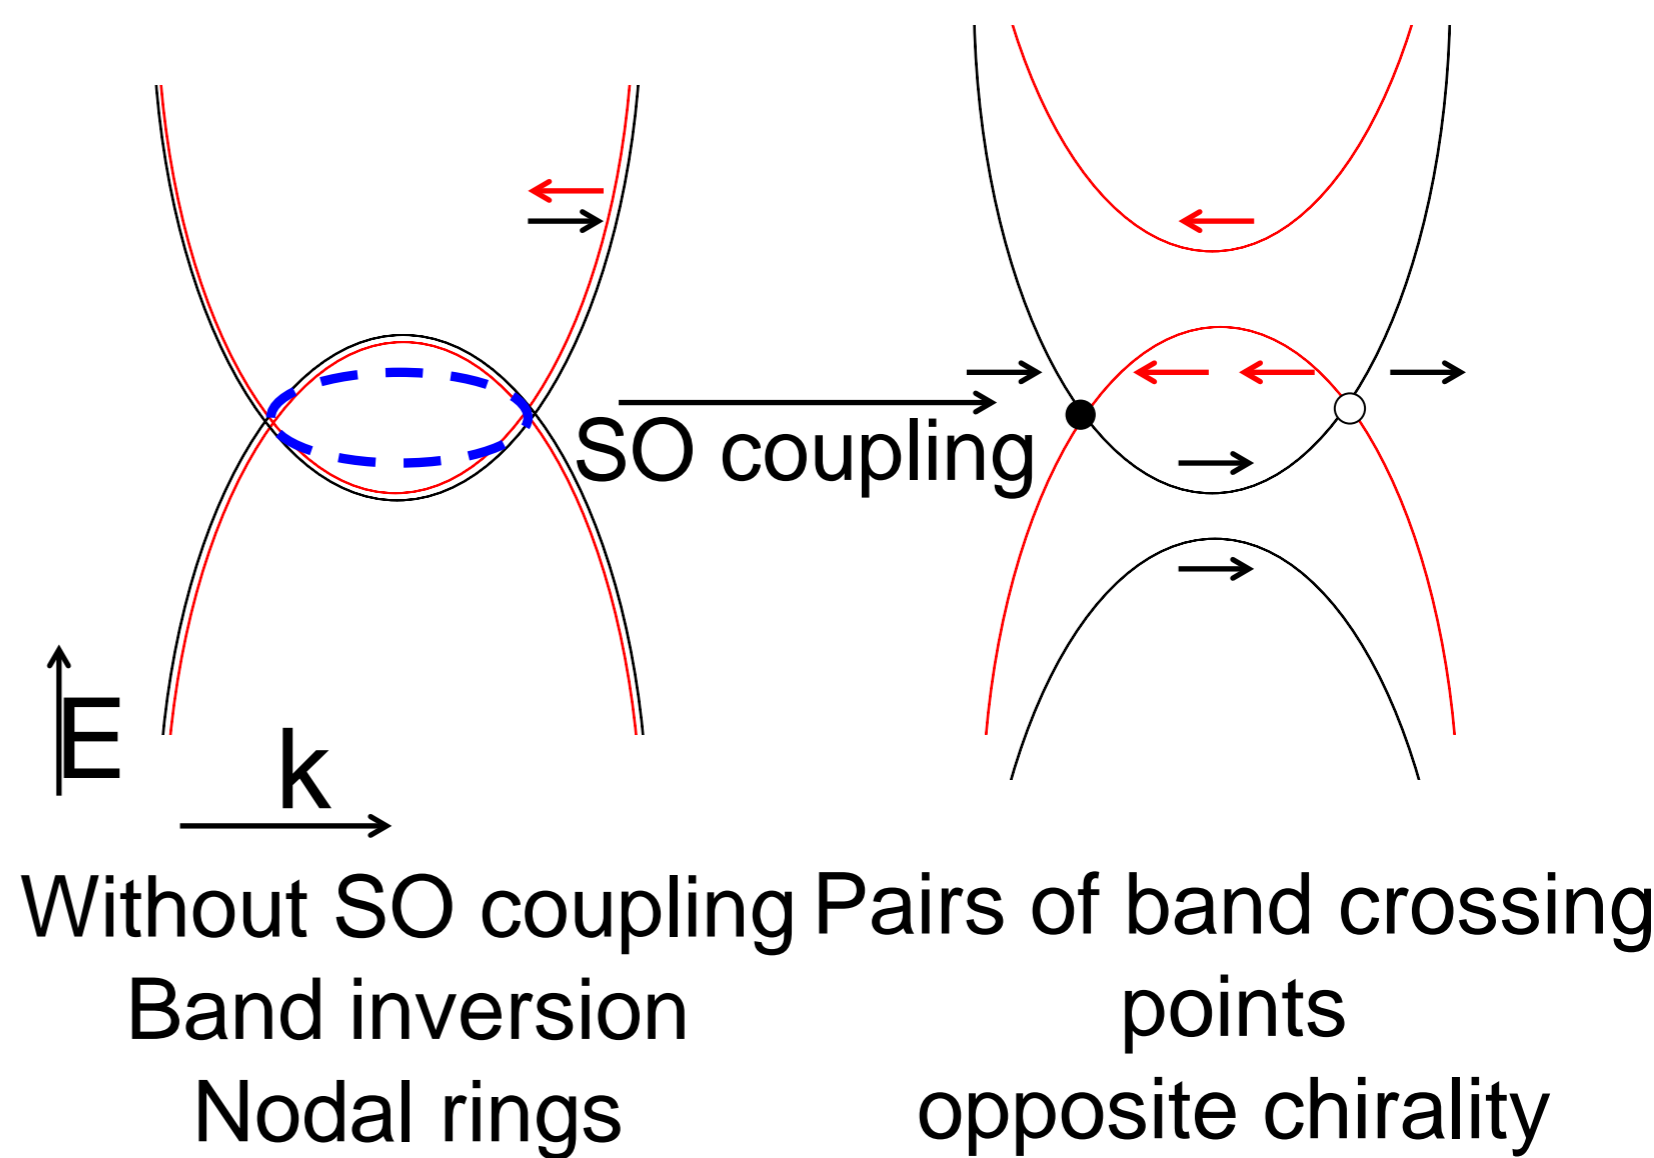 SO coupling
E
k
Without SO coupling
Band inversion
Nodal rings
Pairs of band crossing
points
opposite chirality